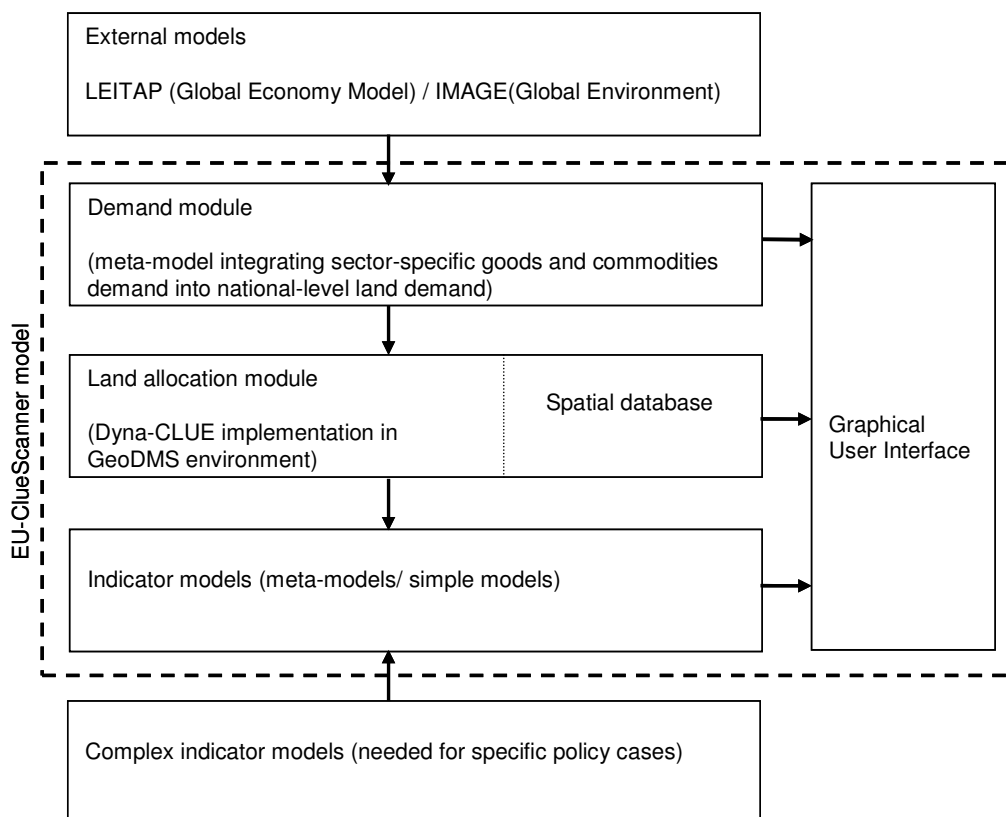 External models
LEITAP (Global Economy Model) / IMAGE(Global Environment)
Demand module
(meta-model integrating sector-specific goods and commodities
demand into national-level land demand)
Land allocation module
(Dyna-CLUE implementation in
GeoDMS environment)
Spatial database
Graphical
User Interface
EU-ClueScanner model
Indicator models (meta-models/ simple models)
Complex indicator models (needed for specific policy cases)